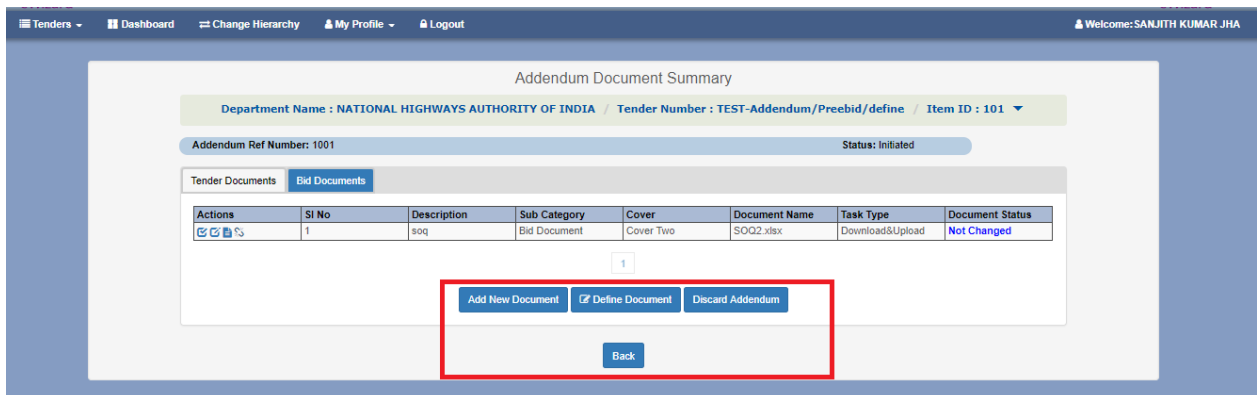 Tenders Dashboard Change Hierarchy My Profile Logout Welcome:SANJITH KUMAR JHA
Addendum Document Summary
Department Name : NATIONAL HIGHWAYS AUTHORITY OF INDIA / Tender Number : TEST-Addendum/Preebid/define / Item ID : 101
Addendum Ref Number: 1001 Status: Initiated
Tender Documents Bid Documents
Actions Sl No Description Sub Category Cover Document Name Task Type Document Status
1 soq Bid Document Cover Two SOQ2.xlsx Download&Upload Not Changed
1
Add New Document Define Document Discard Addendum
Back